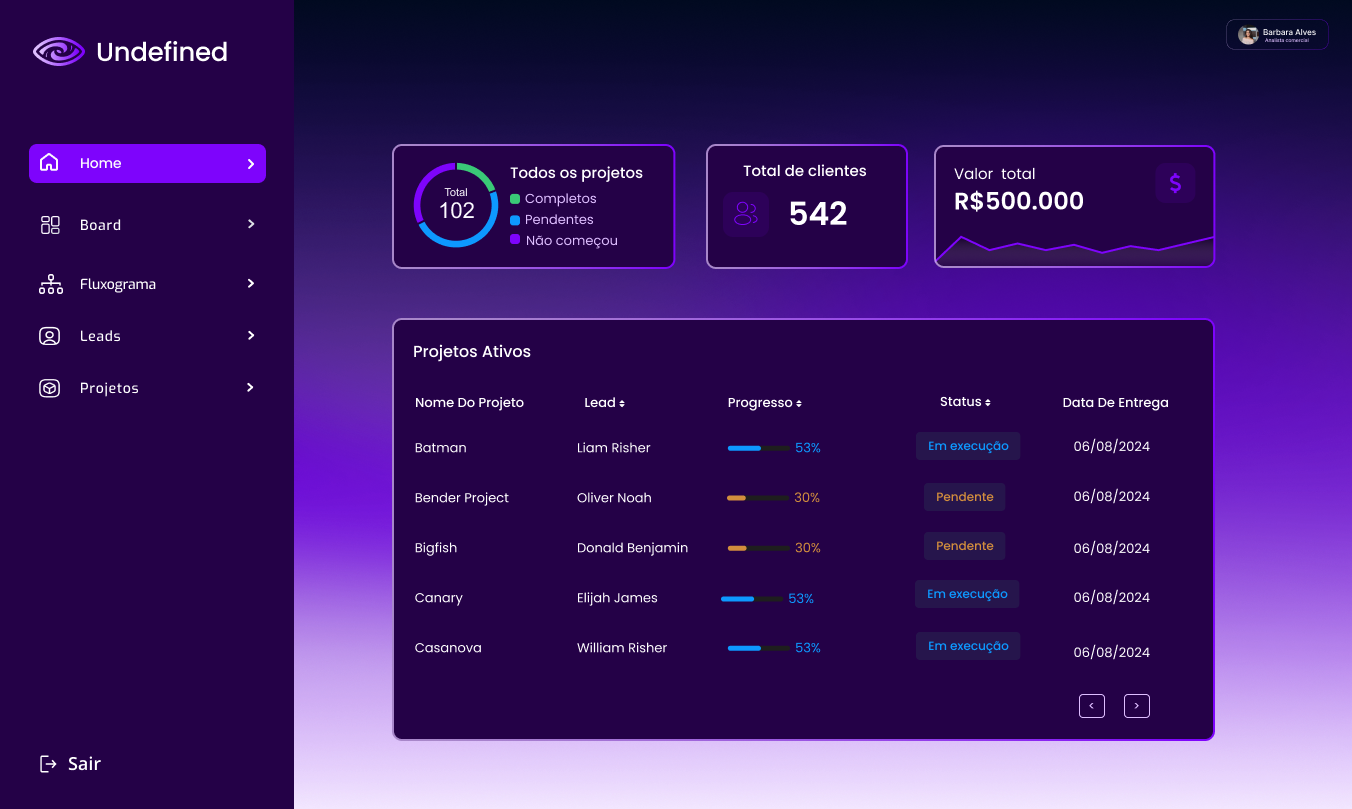 Undefined
Barbara Alves
Analista comercial
Home
Board
Fluxograma
Leads
Projetos
Sair
Total
102
Todos os projetos
Completos
Pendentes
Não começou
Total de clientes
542
Valor total
R$500.000
$
Projetos Ativos
Nome Do Projeto Lead Progresso Status Data De Entrega
Batman Liam Risher 53% Em execução 06/08/2024
Bender Project Oliver Noah 30% Pendente 06/08/2024
Bigfish Donald Benjamin 30% Pendente 06/08/2024
Canary Elijah James 53% Em execução 06/08/2024
Casanova William Risher 53% Em execução 06/08/2024
< >